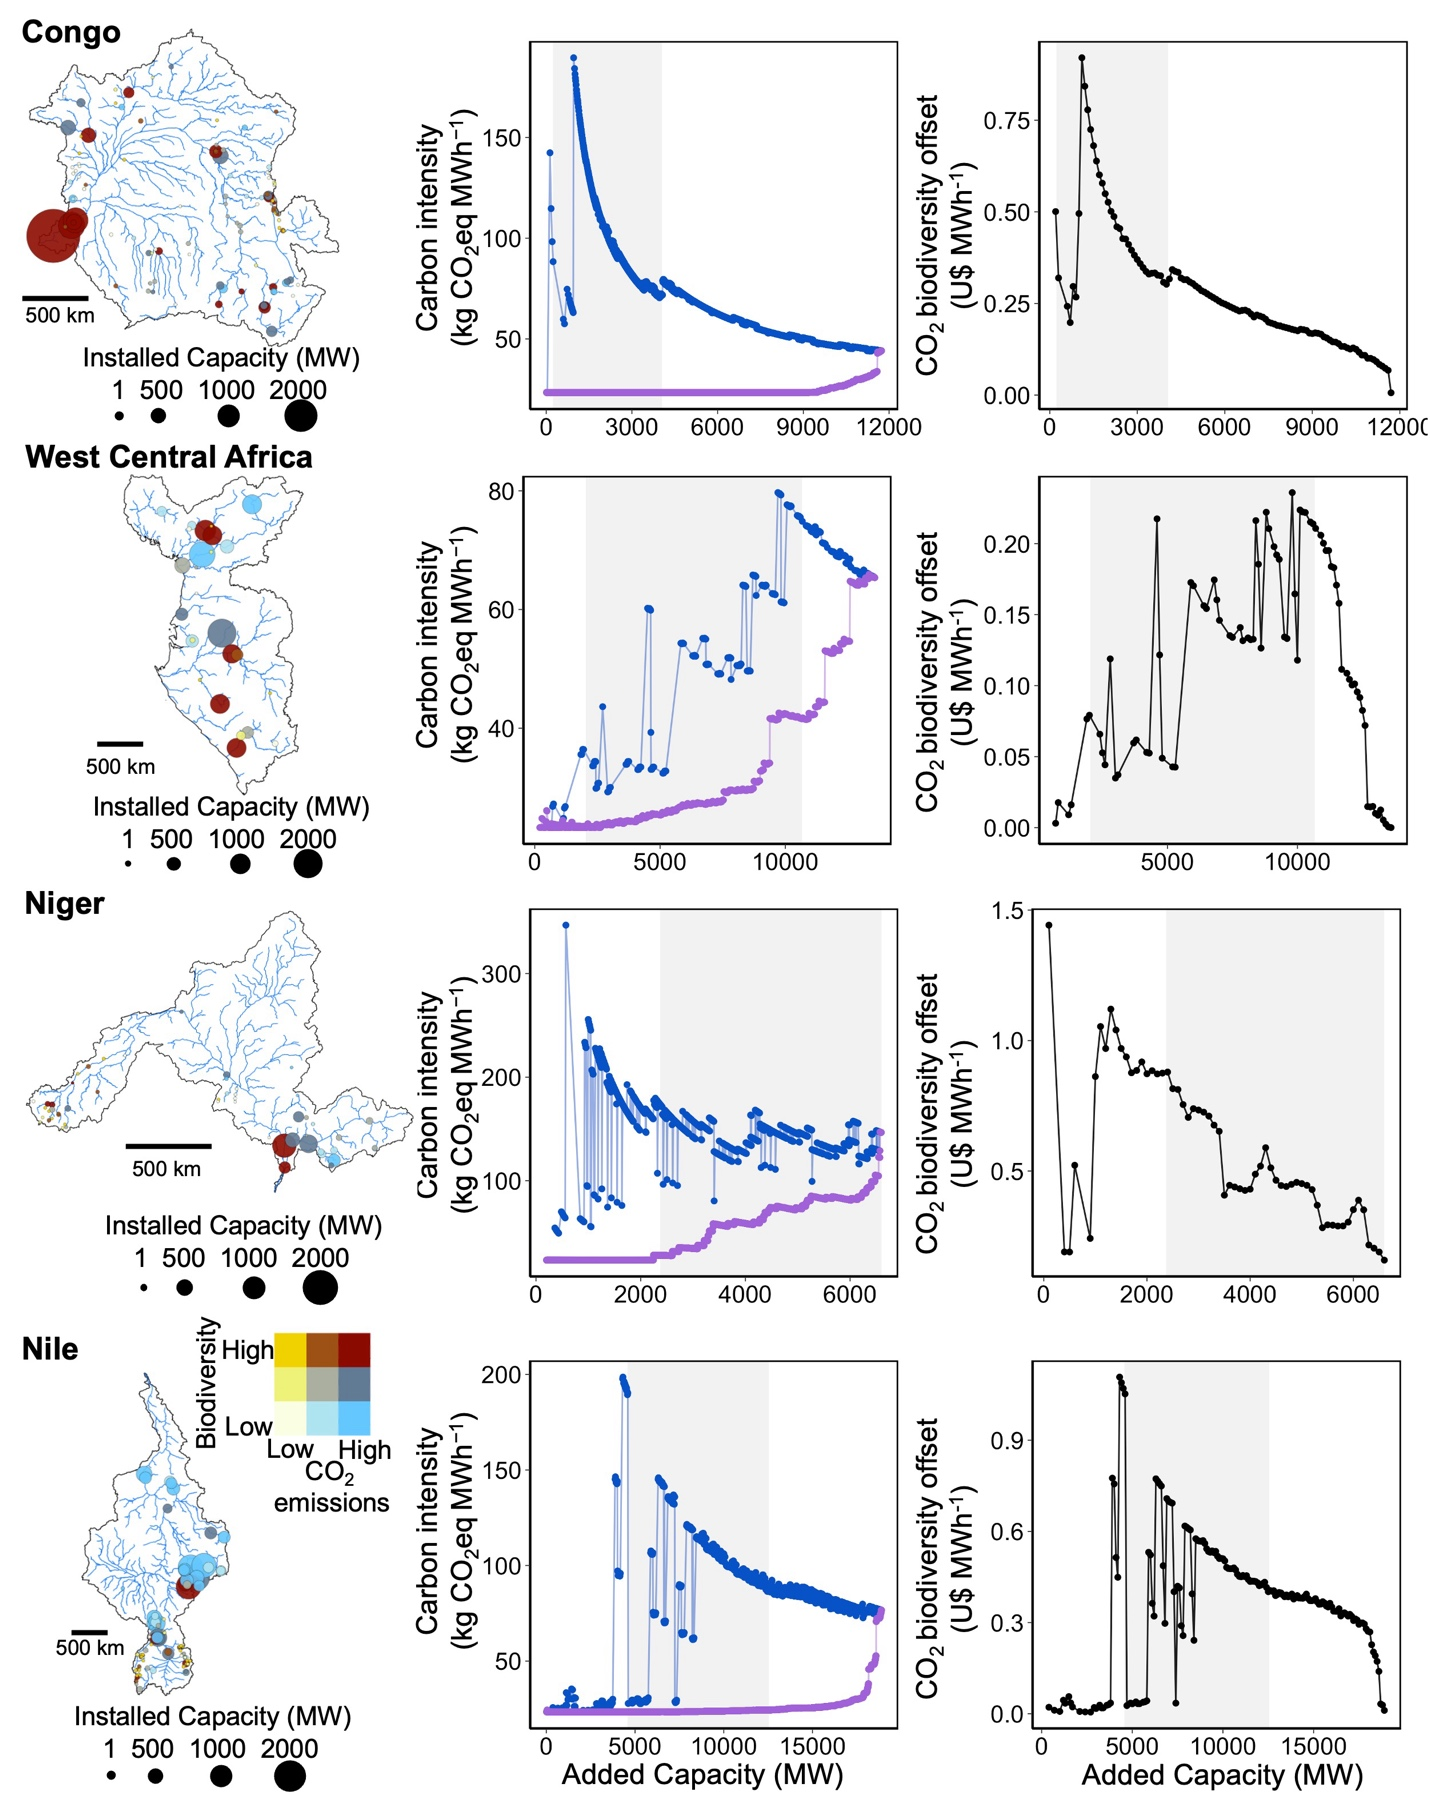 Congo
500 km
Installed Capacity (MW)
1 500 1000 2000
Carbon intensity
(kg CO2eq MWh−1)
150
100
50
0 3000 6000 9000 12000
CO2 biodiversity offset
(U$ MWh-1)
0.75
0.50
0.25
0.00
0 3000 6000 9000 1200
West Central Africa
500 km
Installed Capacity (MW)
1 500 1000 2000
Carbon intensity
(kg CO2eq MWh−1)
80
60
40
0 5000 10000
CO2 biodiversity offset
(U$ MWh-1)
0.20
0.15
0.10
0.05
0.00
5000 10000
Niger
500 km
Installed Capacity (MW)
1 500 1000 2000
Carbon intensity
(kg CO2eq MWh−1)
300
200
100
0 2000 4000 6000
CO2 biodiversity offset
(U$ MWh-1)
1.5
1.0
0.5
0 2000 4000 6000
Nile
Biodiversity
High
Low
Low High
CO2
emissions
500 km
Installed Capacity (MW)
1 500 1000 2000
Carbon intensity
(kg CO2eq MWh−1)
200
150
100
50
0 5000 10000 15000
Added Capacity (MW)
CO2 biodiversity offset
(U$ MWh-1)
0.9
0.6
0.3
0.0
0 5000 10000 15000
Added Capacity (MW)